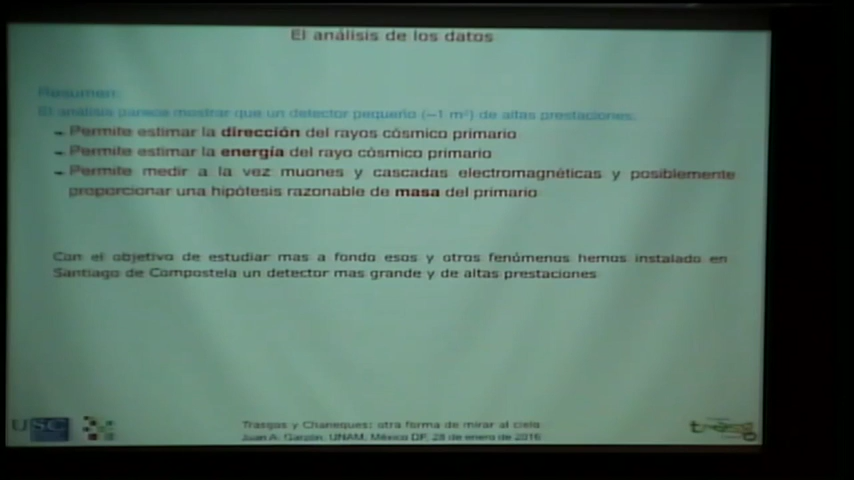 El análisis de los datos
Resumen:
El análisis parece mostrar que un detector pequeño (~1 m²) de altas prestaciones:
Permite estimar la dirección del rayos cósmico primario
Permite estimar la energía del rayo cósmico primario
Permite medir a la vez muones y cascadas electromagnéticas y posiblemente
proporcionar una hipótesis razonable de masa del primario
Con el objetivo de estudiar mas a fondo esos y otros fenómenos hemos instalado en
Santiago de Compostela un detector mas grande y de altas prestaciones
USC
Trasgos y Chaneques: otra forma de mirar al cielo
Juan A. Garzón, UNAM, México DF, 28 de enero de 2016